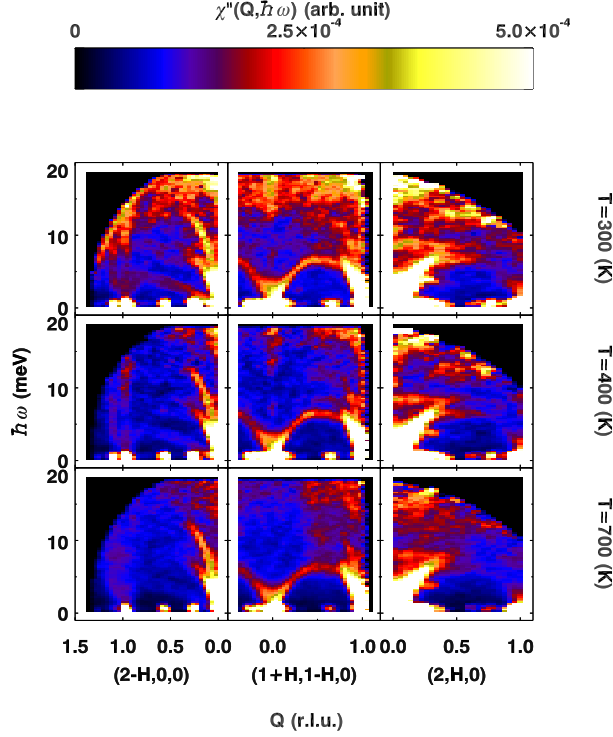 χ"(Q,ℏω) (arb. unit)
0 2.5×10⁻⁴ 5.0×10⁻⁴
20
10
0
T=300 (K)
20
10
0
T=400 (K)
20
10
0
T=700 (K)
ℏω (meV)
1.5 1.0 0.5 0.0 0.0 1.0 0.0 0.5 1.0
(2-H,0,0) (1+H,1-H,0) (2,H,0)
Q (r.l.u.)